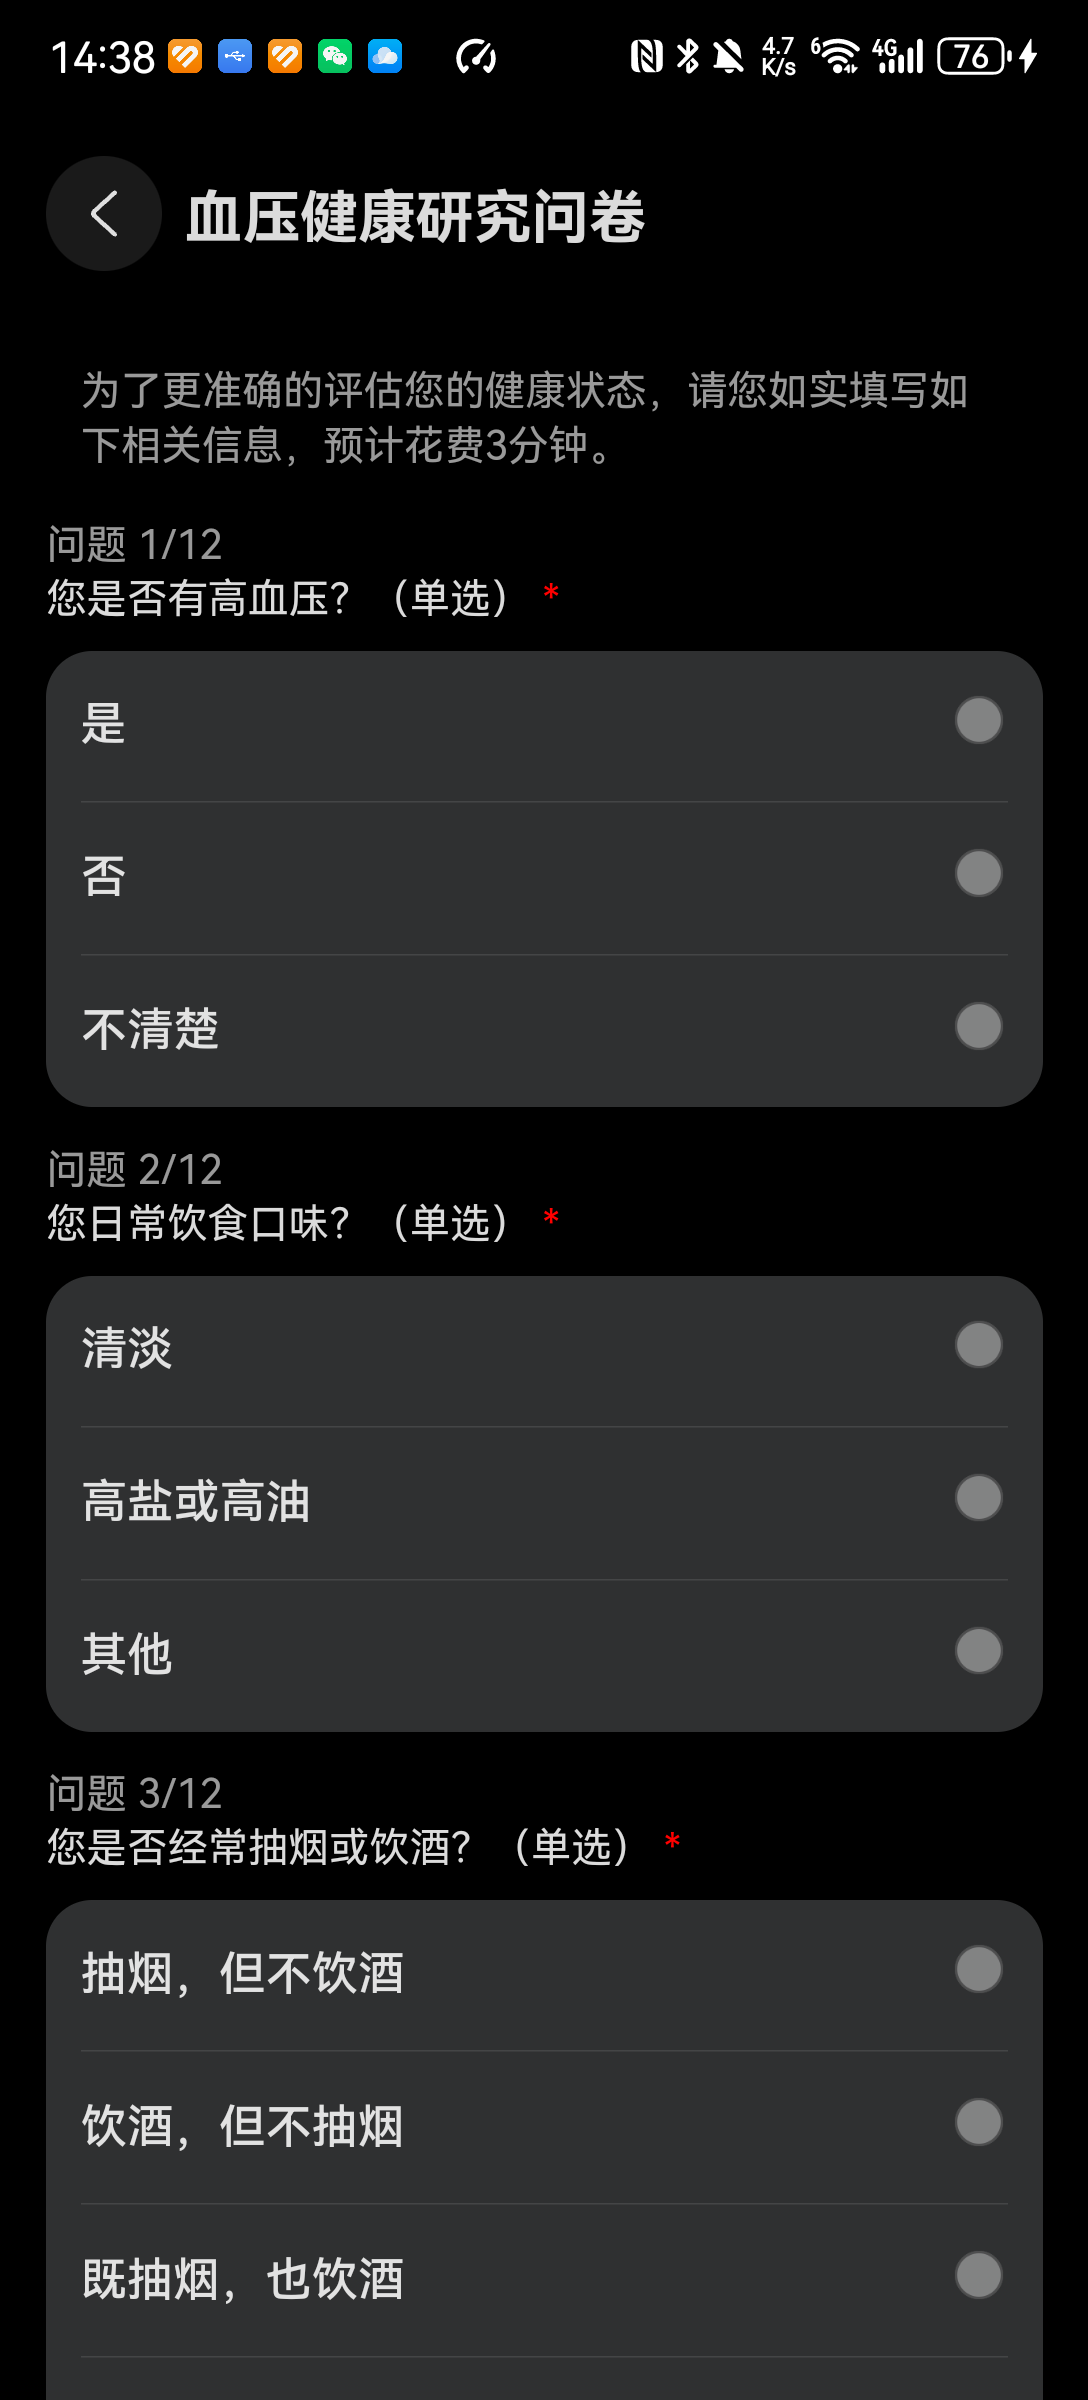 14:38
4.7 K/s
6
4G
76
血压健康研究问卷
为了更准确的评估您的健康状态，请您如实填写如
下相关信息，预计花费3分钟。
问题 1/12
您是否有高血压？（单选） *
是
否
不清楚
问题 2/12
您日常饮食口味？（单选） *
清淡
高盐或高油
其他
问题 3/12
您是否经常抽烟或饮酒？（单选） *
抽烟，但不饮酒
饮酒，但不抽烟
既抽烟，也饮酒